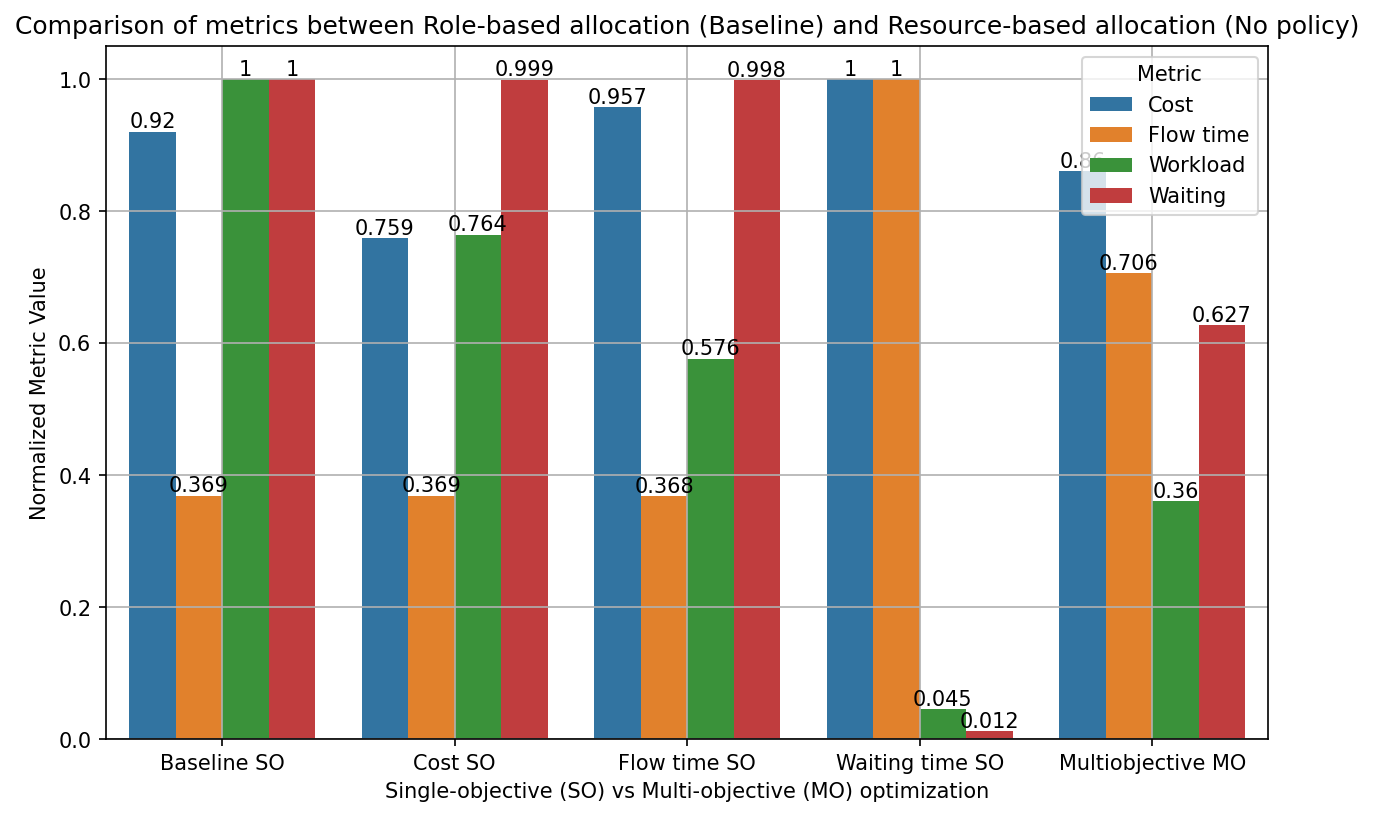 Comparison of metrics between Role-based allocation (Baseline) and Resource-based allocation (No policy)
Normalized Metric Value
1.0
0.8
0.6
0.4
0.2
0.0
0.92
0.369
1
1
0.759
0.369
0.764
0.999
0.957
0.368
0.576
0.998
1
1
0.045
0.012
0.86
0.706
0.36
0.627
Metric
Cost
Flow time
Workload
Waiting
Baseline SO
Cost SO
Flow time SO
Waiting time SO
Multiobjective MO
Single-objective (SO) vs Multi-objective (MO) optimization